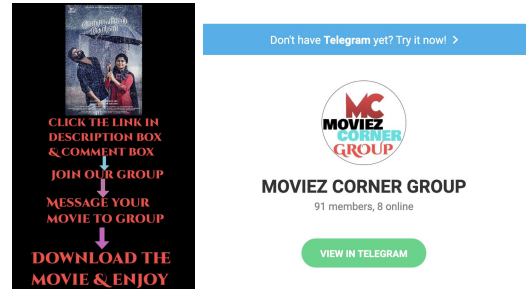 CLICK THE LINK IN
DESCRIPTION BOX
& COMMENT BOX
JOIN OUR GROUP
MESSAGE YOUR
MOVIE TO GROUP
DOWNLOAD THE
MOVIE & ENJOY
Don't have Telegram yet? Try it now! >
MC
MOVIEZ
CORNER
GROUP
MOVIEZ CORNER GROUP
91 members, 8 online
VIEW IN TELEGRAM